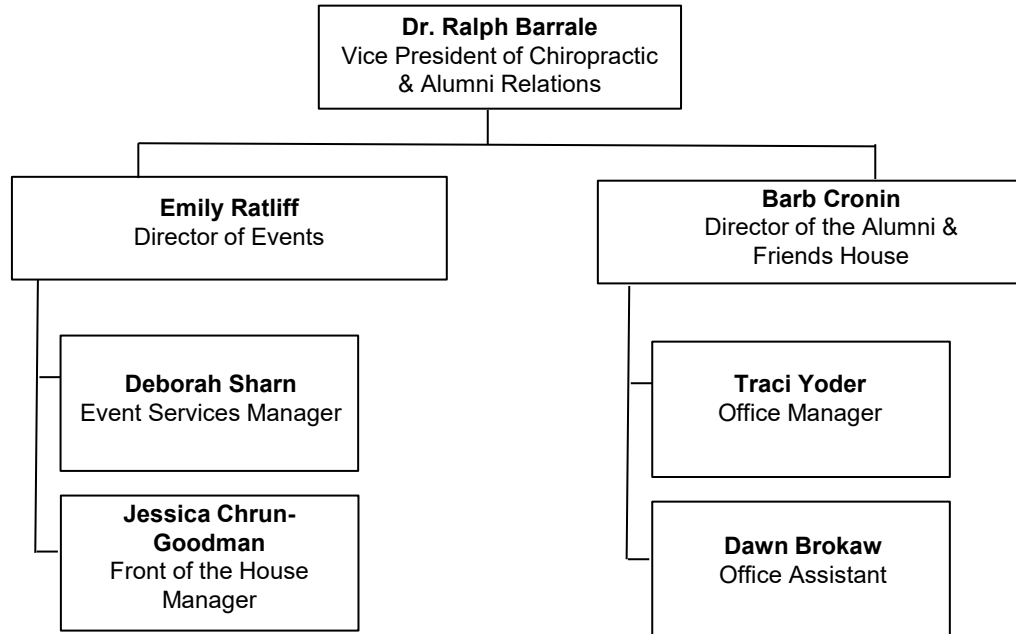 Dr. Ralph Barrale
Vice President of Chiropractic
& Alumni Relations
Emily Ratliff
Director of Events
Barb Cronin
Director of the Alumni &
Friends House
Deborah Sharn
Event Services Manager
Traci Yoder
Office Manager
Jessica Chrun-
Goodman
Front of the House
Manager
Dawn Brokaw
Office Assistant